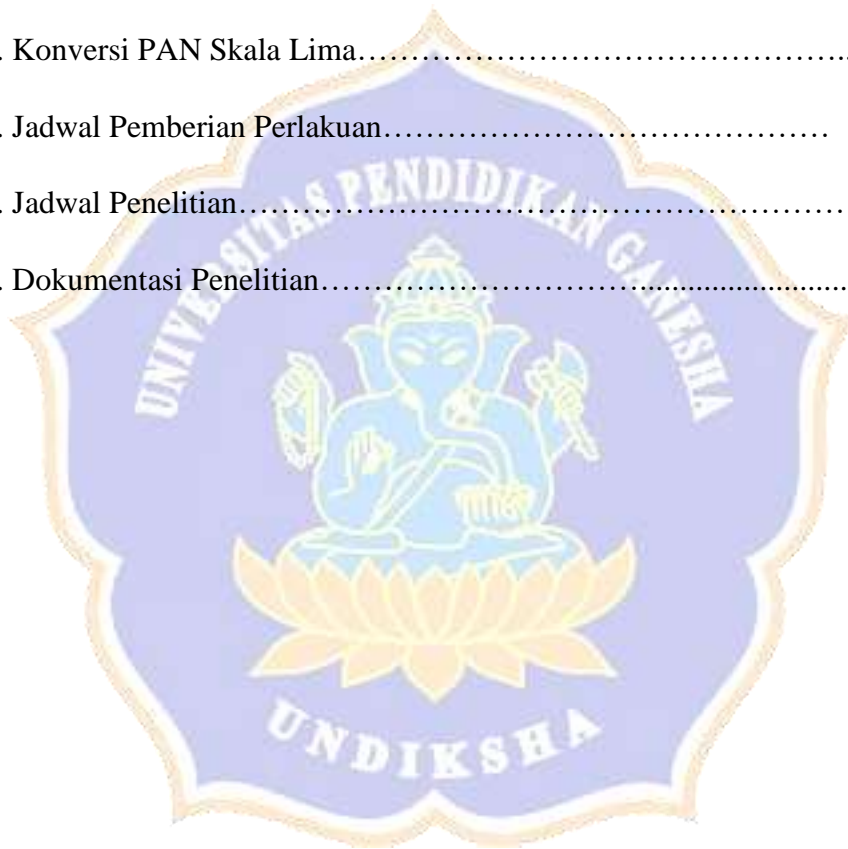 . Konversi PAN Skala Lima…………………………………………..
. Jadwal Pemberian Perlakuan……………………………………
. Jadwal Penelitian…………………………………………………
. Dokumentasi Penelitian…………………………..........................
UNIVERSITAS PENDIDIKAN GANESHA
UNDIKSHA